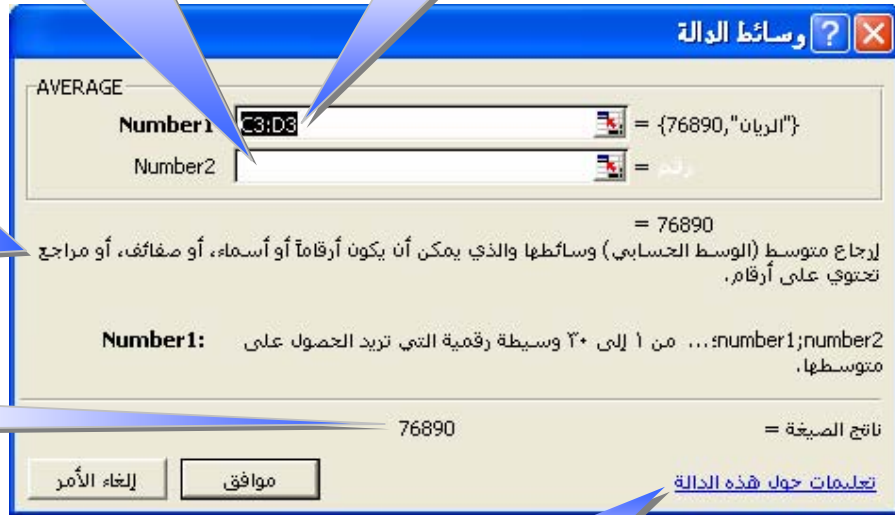 وسائط الدالة
AVERAGE
Number1 C3:D3 = {76890,"الريان"}
Number2 = رقم
= 76890
إرجاع متوسط (الوسط الحسابي) وسائطها والذي يمكن أن يكون أرقاماً أو أسماء، أو صفائف، أو مراجع
تحتوي على أرقام.
Number1: number1;number2;... من ١ إلى ٣٠ وسيطة رقمية التي تريد الحصول على
متوسطها.
ناتج الصيغة = 76890
تعليمات حول هذه الدالة موافق إلغاء الأمر